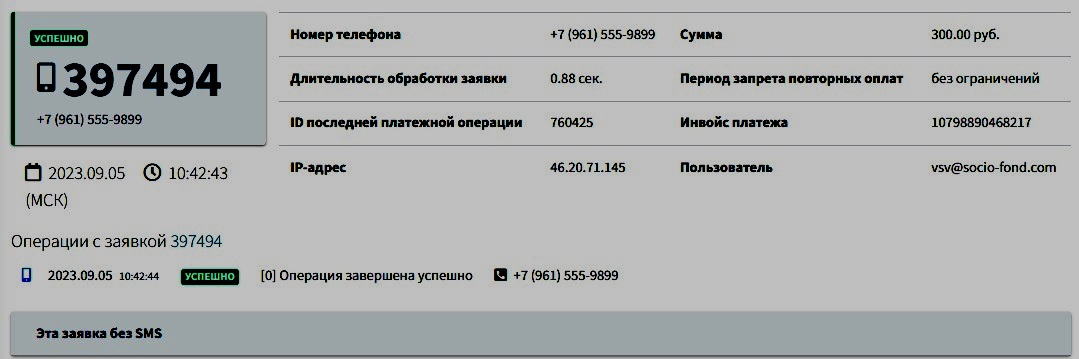 УСПЕШНО
397494
+7 (961) 555-9899
2023.09.05 10:42:43
(МСК)
Номер телефона +7 (961) 555-9899 Сумма 300.00 руб.
Длительность обработки заявки 0.88 сек. Период запрета повторных оплат без ограничений
ID последней платежной операции 760425 Инвойс платежа 10798890468217
IP-адрес 46.20.71.145 Пользователь vsv@socio-fond.com
Операции с заявкой 397494
2023.09.05 10:42:44 УСПЕШНО [0] Операция завершена успешно +7 (961) 555-9899
Эта заявка без SMS